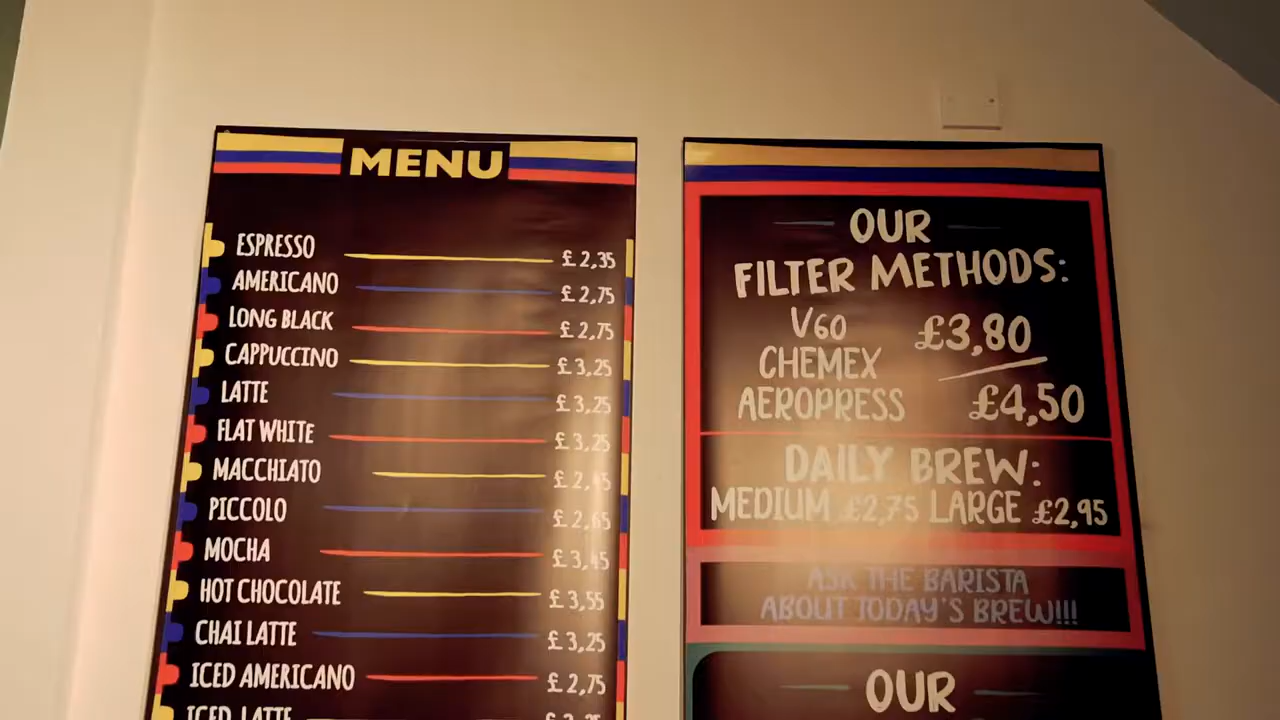 MENU
ESPRESSO £2,35
AMERICANO £2,75
LONG BLACK £2,75
CAPPUCCINO £3,25
LATTE £3,25
FLAT WHITE £3,25
MACCHIATO
PICCOLO £2,65
MOCHA £3,45
HOT CHOCOLATE £3,55
CHAI LATTE £3,25
ICED AMERICANO £2,75
ICED LATTE
OUR
FILTER METHODS:
V60 £3,80
CHEMEX
AEROPRESS £4,50
DAILY BREW:
MEDIUM £2,75 LARGE £2,95
ASK THE BARISTA
ABOUT TODAY'S BREW!!!
OUR